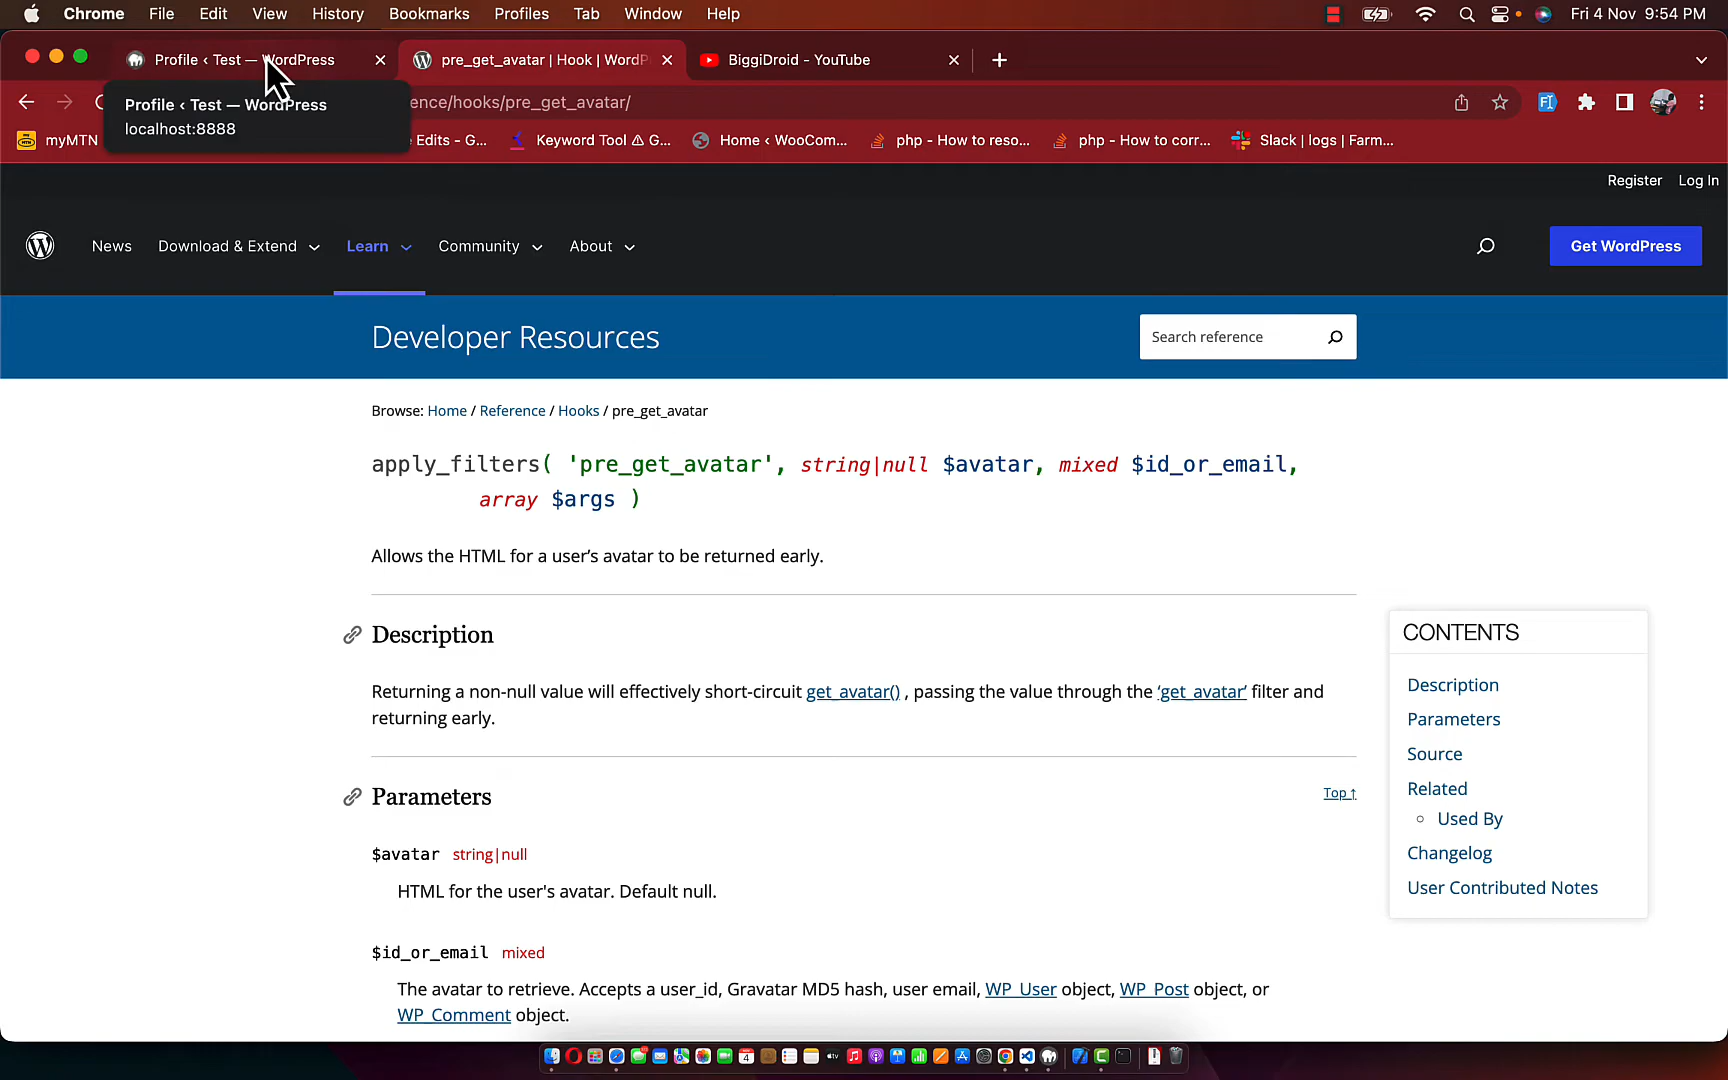 Chrome File Edit View History Bookmarks Profiles Tab Window Help Fri 4 Nov 9:54 PM
Profile ‹ Test — WordPress pre_get_avatar | Hook | WordP BiggiDroid - YouTube
Profile ‹ Test — WordPress
localhost:8888
ence/hooks/pre_get_avatar/
myMTN Edits - G... Keyword Tool ⚠ G... Home ‹ WooCom... php - How to reso... php - How to corr... Slack | logs | Farm...
Register Log In
News Download & Extend Learn Community About Get WordPress
Developer Resources Search reference
Browse: Home / Reference / Hooks / pre_get_avatar
apply_filters( 'pre_get_avatar', string|null $avatar, mixed $id_or_email,
array $args )
Allows the HTML for a user’s avatar to be returned early.
Description
Returning a non-null value will effectively short-circuit get_avatar() , passing the value through the ‘get_avatar’ filter and
returning early.
Parameters Top ↑
$avatar string|null
HTML for the user's avatar. Default null.
$id_or_email mixed
The avatar to retrieve. Accepts a user_id, Gravatar MD5 hash, user email, WP_User object, WP_Post object, or
WP_Comment object.
CONTENTS
Description
Parameters
Source
Related
Used By
Changelog
User Contributed Notes